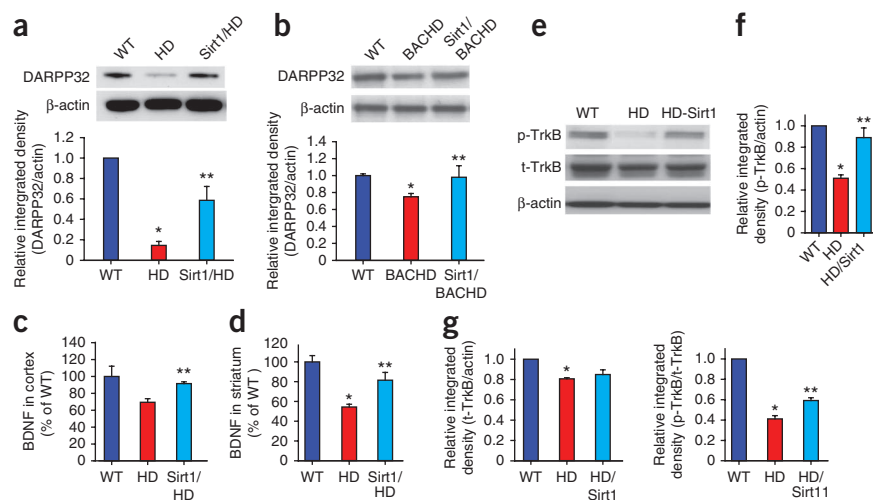 a
WT
HD
Sirt1/HD
DARPP32
β-actin
Relative intergrated density
(DARPP32/actin)
1.2
1.0
0.8
0.6
0.4
0.2
0
*
**
WT
HD
Sirt1/HD
b
WT
BACHD
Sirt1/
BACHD
DARPP32
β-actin
Relative intergrated density
(DARPP32/actin)
1.4
1.2
1.0
0.8
0.6
0.4
0.2
0
*
**
WT
BACHD
Sirt1/
BACHD
e
WT
HD
HD-Sirt1
p-TrkB
t-TrkB
β-actin
f
Relative integrated
density (p-TrkB/actin)
1.0
0.8
0.6
0.4
0.2
0
*
**
WT
HD
HD/Sirt1
c
BDNF in cortex
(% of WT)
140
120
100
80
60
40
20
0
**
WT
HD
Sirt1/
HD
d
BDNF in striatum
(% of WT )
100
80
60
40
20
0
*
**
WT
HD
Sirt1/
HD
g
Relative integrated
density (t-TrkB/actin)
1.0
0.8
0.6
0.4
1.0
0
*
WT
HD
HD/
Sirt1
Relative integrated
density (p-TrkB/t-TrkB)
1.0
0.8
0.6
0.4
1.0
0
*
**
WT
HD
HD/
Sirt11